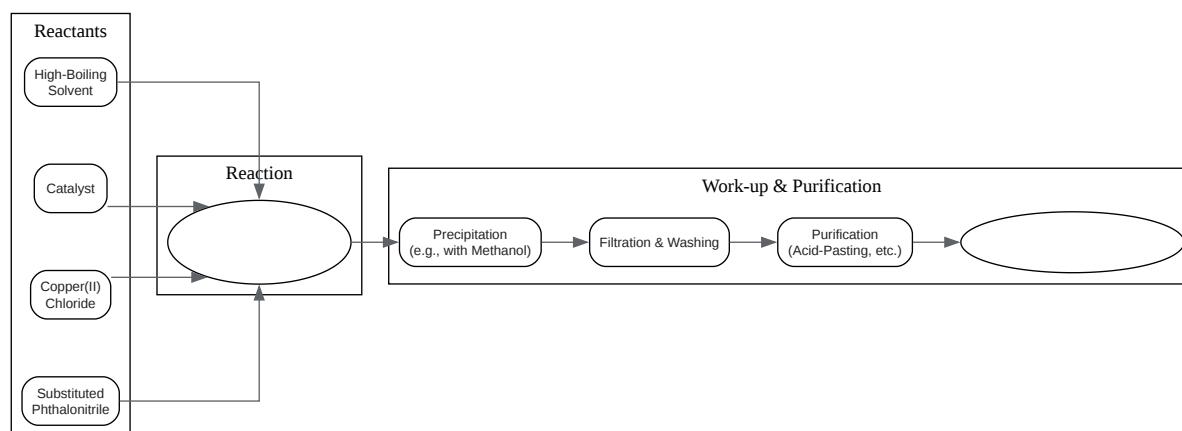 Reactants
High-Boiling
Solvent
Catalyst
Copper(II)
Chloride
Substituted
Phthalonitrile
Reaction
Work-up & Purification
Precipitation
(e.g., with Methanol)
Filtration & Washing
Purification
(Acid-Pasting, etc.)